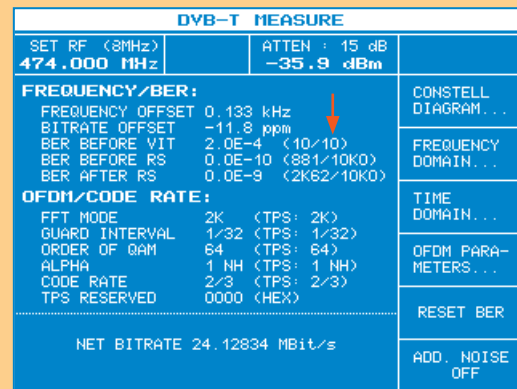 DVB-T MEASURE
SET RF (8MHz)
474.000 MHz
ATTEN : 15 dB
-35.9 dBm
FREQUENCY/BER:
FREQUENCY OFFSET 0.133 kHz
BITRATE OFFSET -11.8 ppm
BER BEFORE VIT 2.0E-4 (10/10)
BER BEFORE RS 0.0E-10 (881/10K0)
BER AFTER RS 0.0E-9 (2K62/10K0)
OFDM/CODE RATE:
FFT MODE 2K (TPS: 2K)
GUARD INTERVAL 1/32 (TPS: 1/32)
ORDER OF QAM 64 (TPS: 64)
ALPHA 1 NH (TPS: 1 NH)
CODE RATE 2/3 (TPS: 2/3)
TPS RESERVED 0000 (HEX)
NET BITRATE 24.12834 MBit/s
CONSTELL
DIAGRAM...
FREQUENCY
DOMAIN...
TIME
DOMAIN...
OFDM PARA-
METERS...
RESET BER
ADD. NOISE
OFF